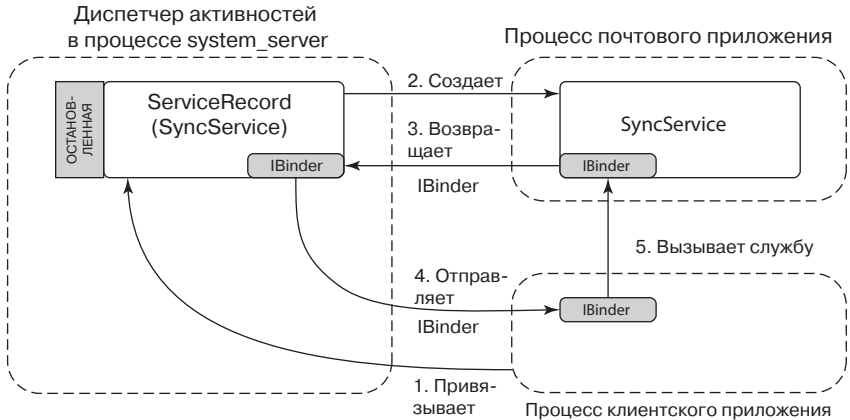 Диспетчер активностей
в процессе system_server
Процесс почтового приложения
ОСТАНОВ-
ЛЕННАЯ
ServiceRecord
(SyncService)
IBinder
2. Создает
3. Возвра-
щает
IBinder
SyncService
IBinder
5. Вызывает службу
4. Отправ-
ляет
IBinder
IBinder
1. Привя-
зывает
Процесс клиентского приложения